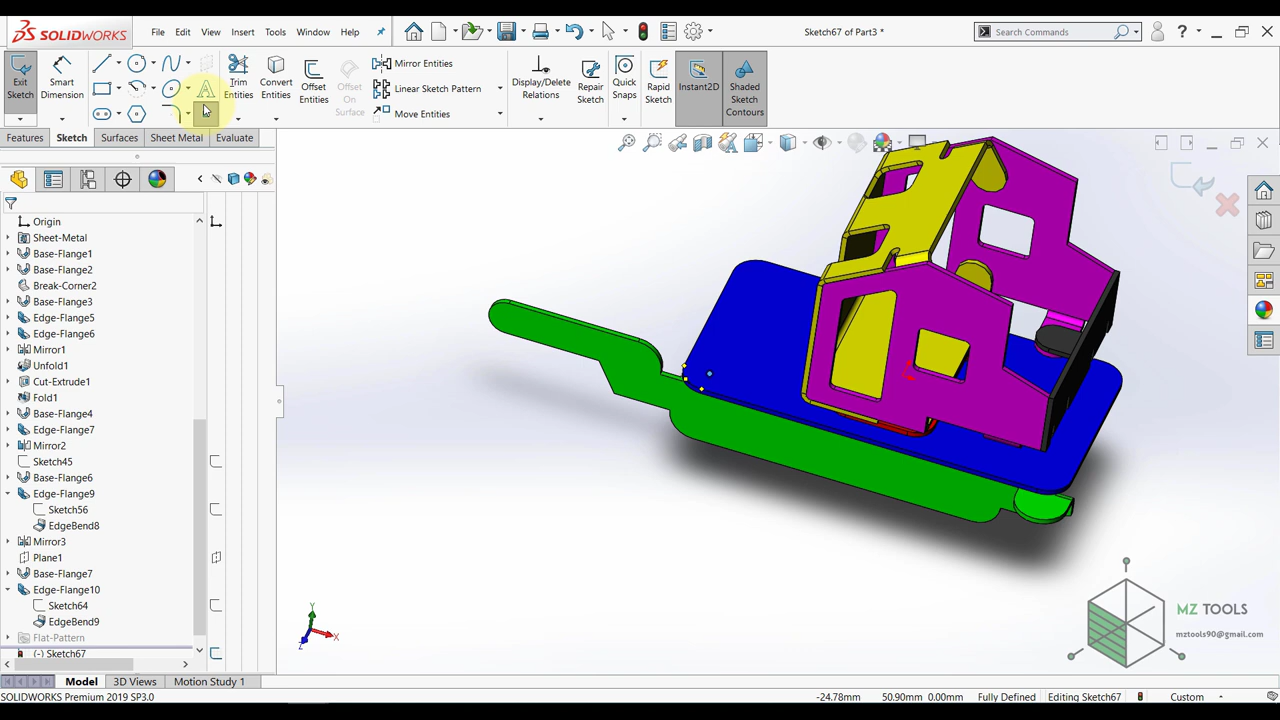 SOLIDWORKS
File Edit View Insert Tools Window Help
Sketch67 of Part3 *
Search Commands
Exit Sketch
Smart Dimension
Trim Entities
Convert Entities
Offset Entities
Offset On Surface
Mirror Entities
Linear Sketch Pattern
Move Entities
Display/Delete Relations
Repair Sketch
Quick Snaps
Rapid Sketch
Instant2D
Shaded Sketch Contours
Features Sketch Surfaces Sheet Metal Evaluate
Origin
Sheet-Metal
Base-Flange1
Base-Flange2
Break-Corner2
Base-Flange3
Edge-Flange5
Edge-Flange6
Mirror1
Unfold1
Cut-Extrude1
Fold1
Base-Flange4
Edge-Flange7
Mirror2
Sketch45
Base-Flange6
Edge-Flange9
Sketch56
EdgeBend8
Mirror3
Plane1
Base-Flange7
Edge-Flange10
Sketch64
EdgeBend9
Flat-Pattern
(-) Sketch67
Y
X
Z
MZ TOOLS
mztools90@gmail.com
Model 3D Views Motion Study 1
SOLIDWORKS Premium 2019 SP3.0
-24.78mm 50.90mm 0.00mm Fully Defined Editing Sketch67 Custom